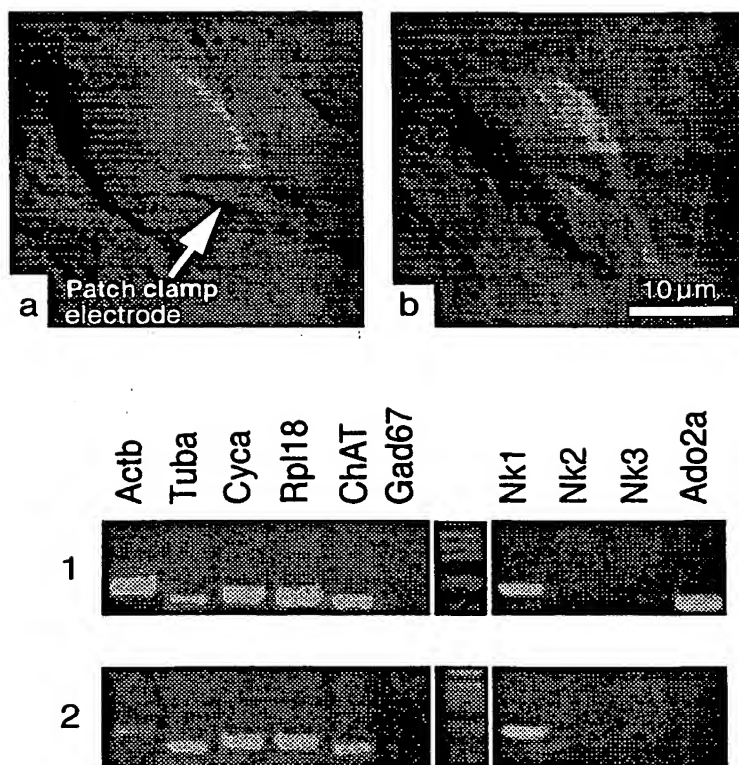 a
Patch clamp
electrode
b
10 µm
Actb
Tuba
Cyca
Rpl18
ChAT
Gad67
Nk1
Nk2
Nk3
Ado2a
1
2